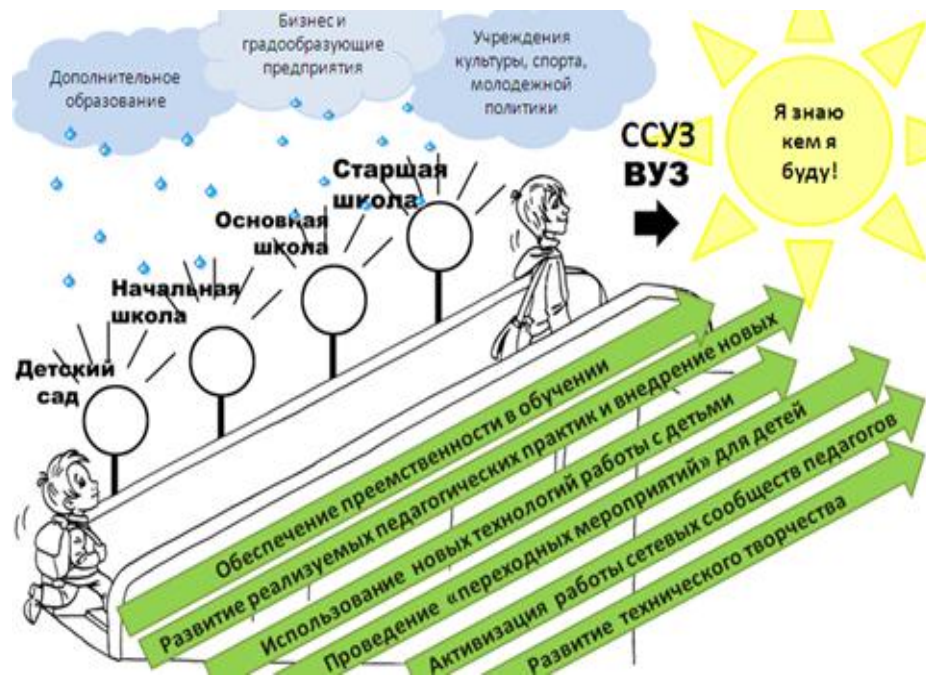 Дополнительное
образование
Бизнес и
градообразующие
предприятия
Учреждения
культуры, спорта,
молодежной
политики
ССУЗ
ВУЗ
Я знаю
кем я
буду!
Старшая
школа
Основная
школа
Начальная
школа
Детский
сад
Обеспечение преемственности в обучении
Развитие реализуемых педагогических практик и внедрение новых
Использование новых технологий работы с детьми
Проведение «переходных мероприятий» для детей
Активизация работы сетевых сообществ педагогов
Развитие технического творчества